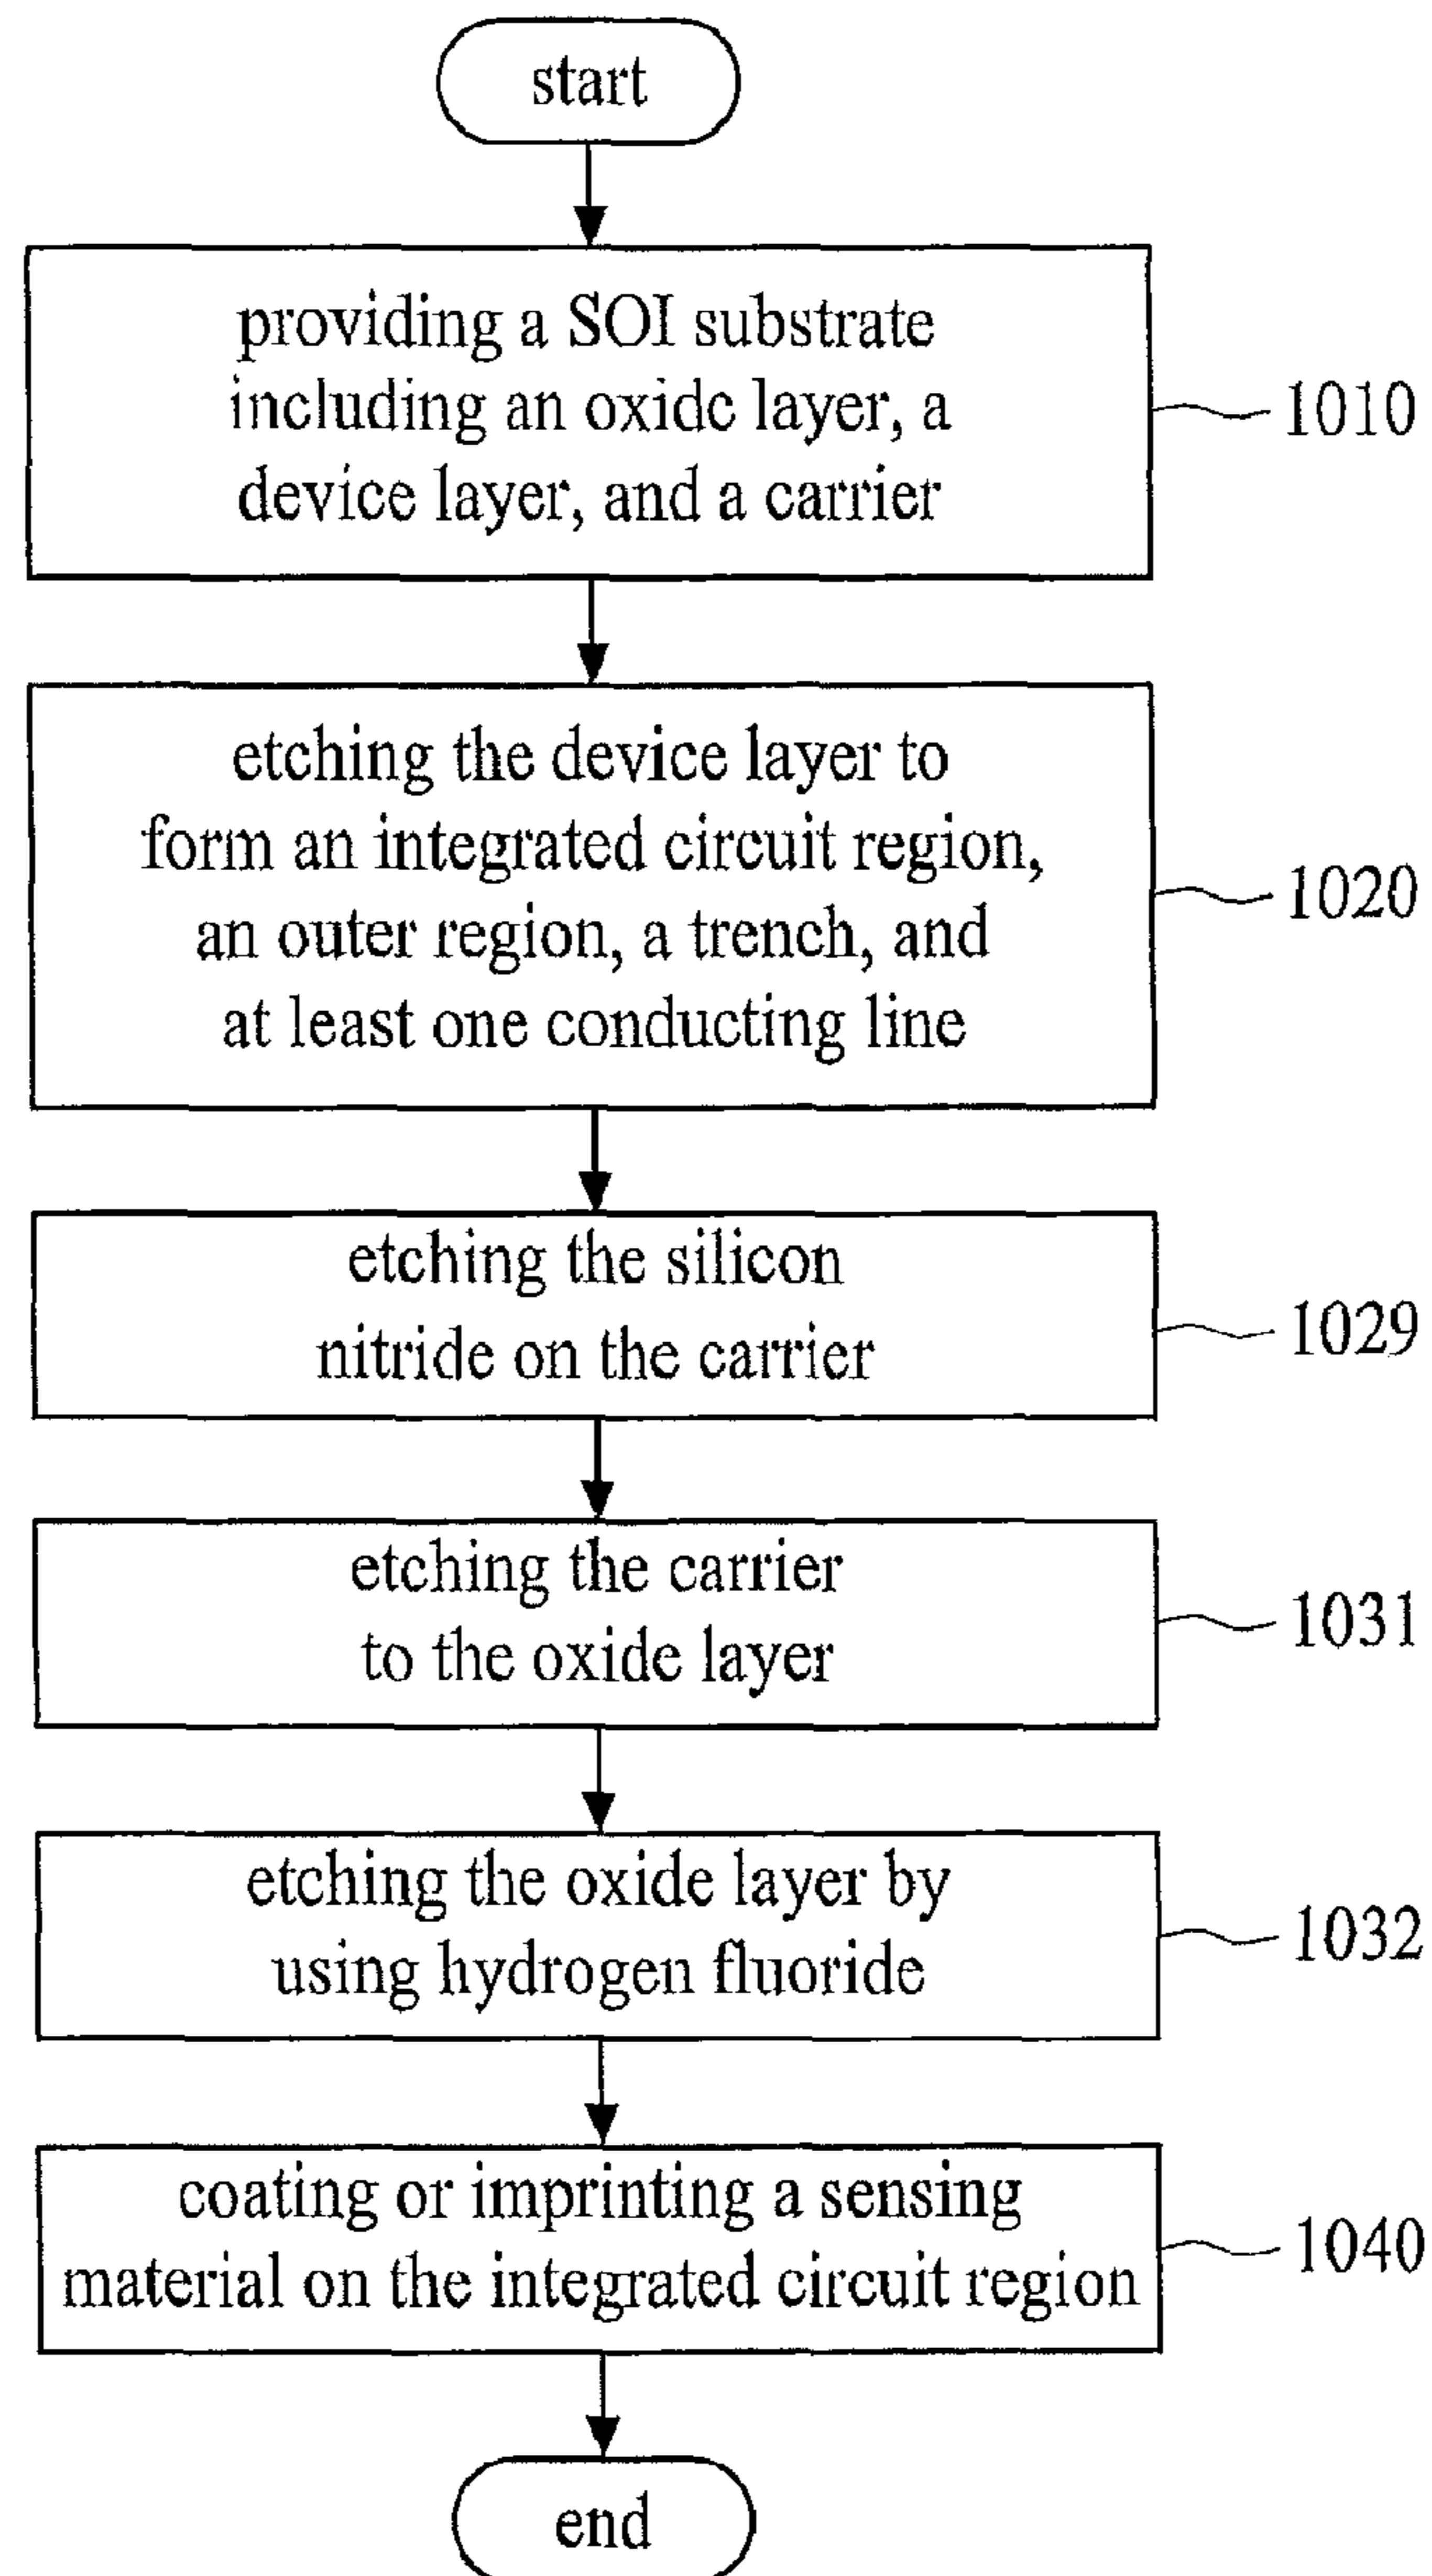 start
providing a SOI substrate
including an oxide layer, a
device layer, and a carrier
1010
etching the device layer to
form an integrated circuit region,
an outer region, a trench, and
at least one conducting line
1020
etching the silicon
nitride on the carrier
1029
etching the carrier
to the oxide layer
1031
etching the oxide layer by
using hydrogen fluoride
1032
coating or imprinting a sensing
material on the integrated circuit region
1040
end